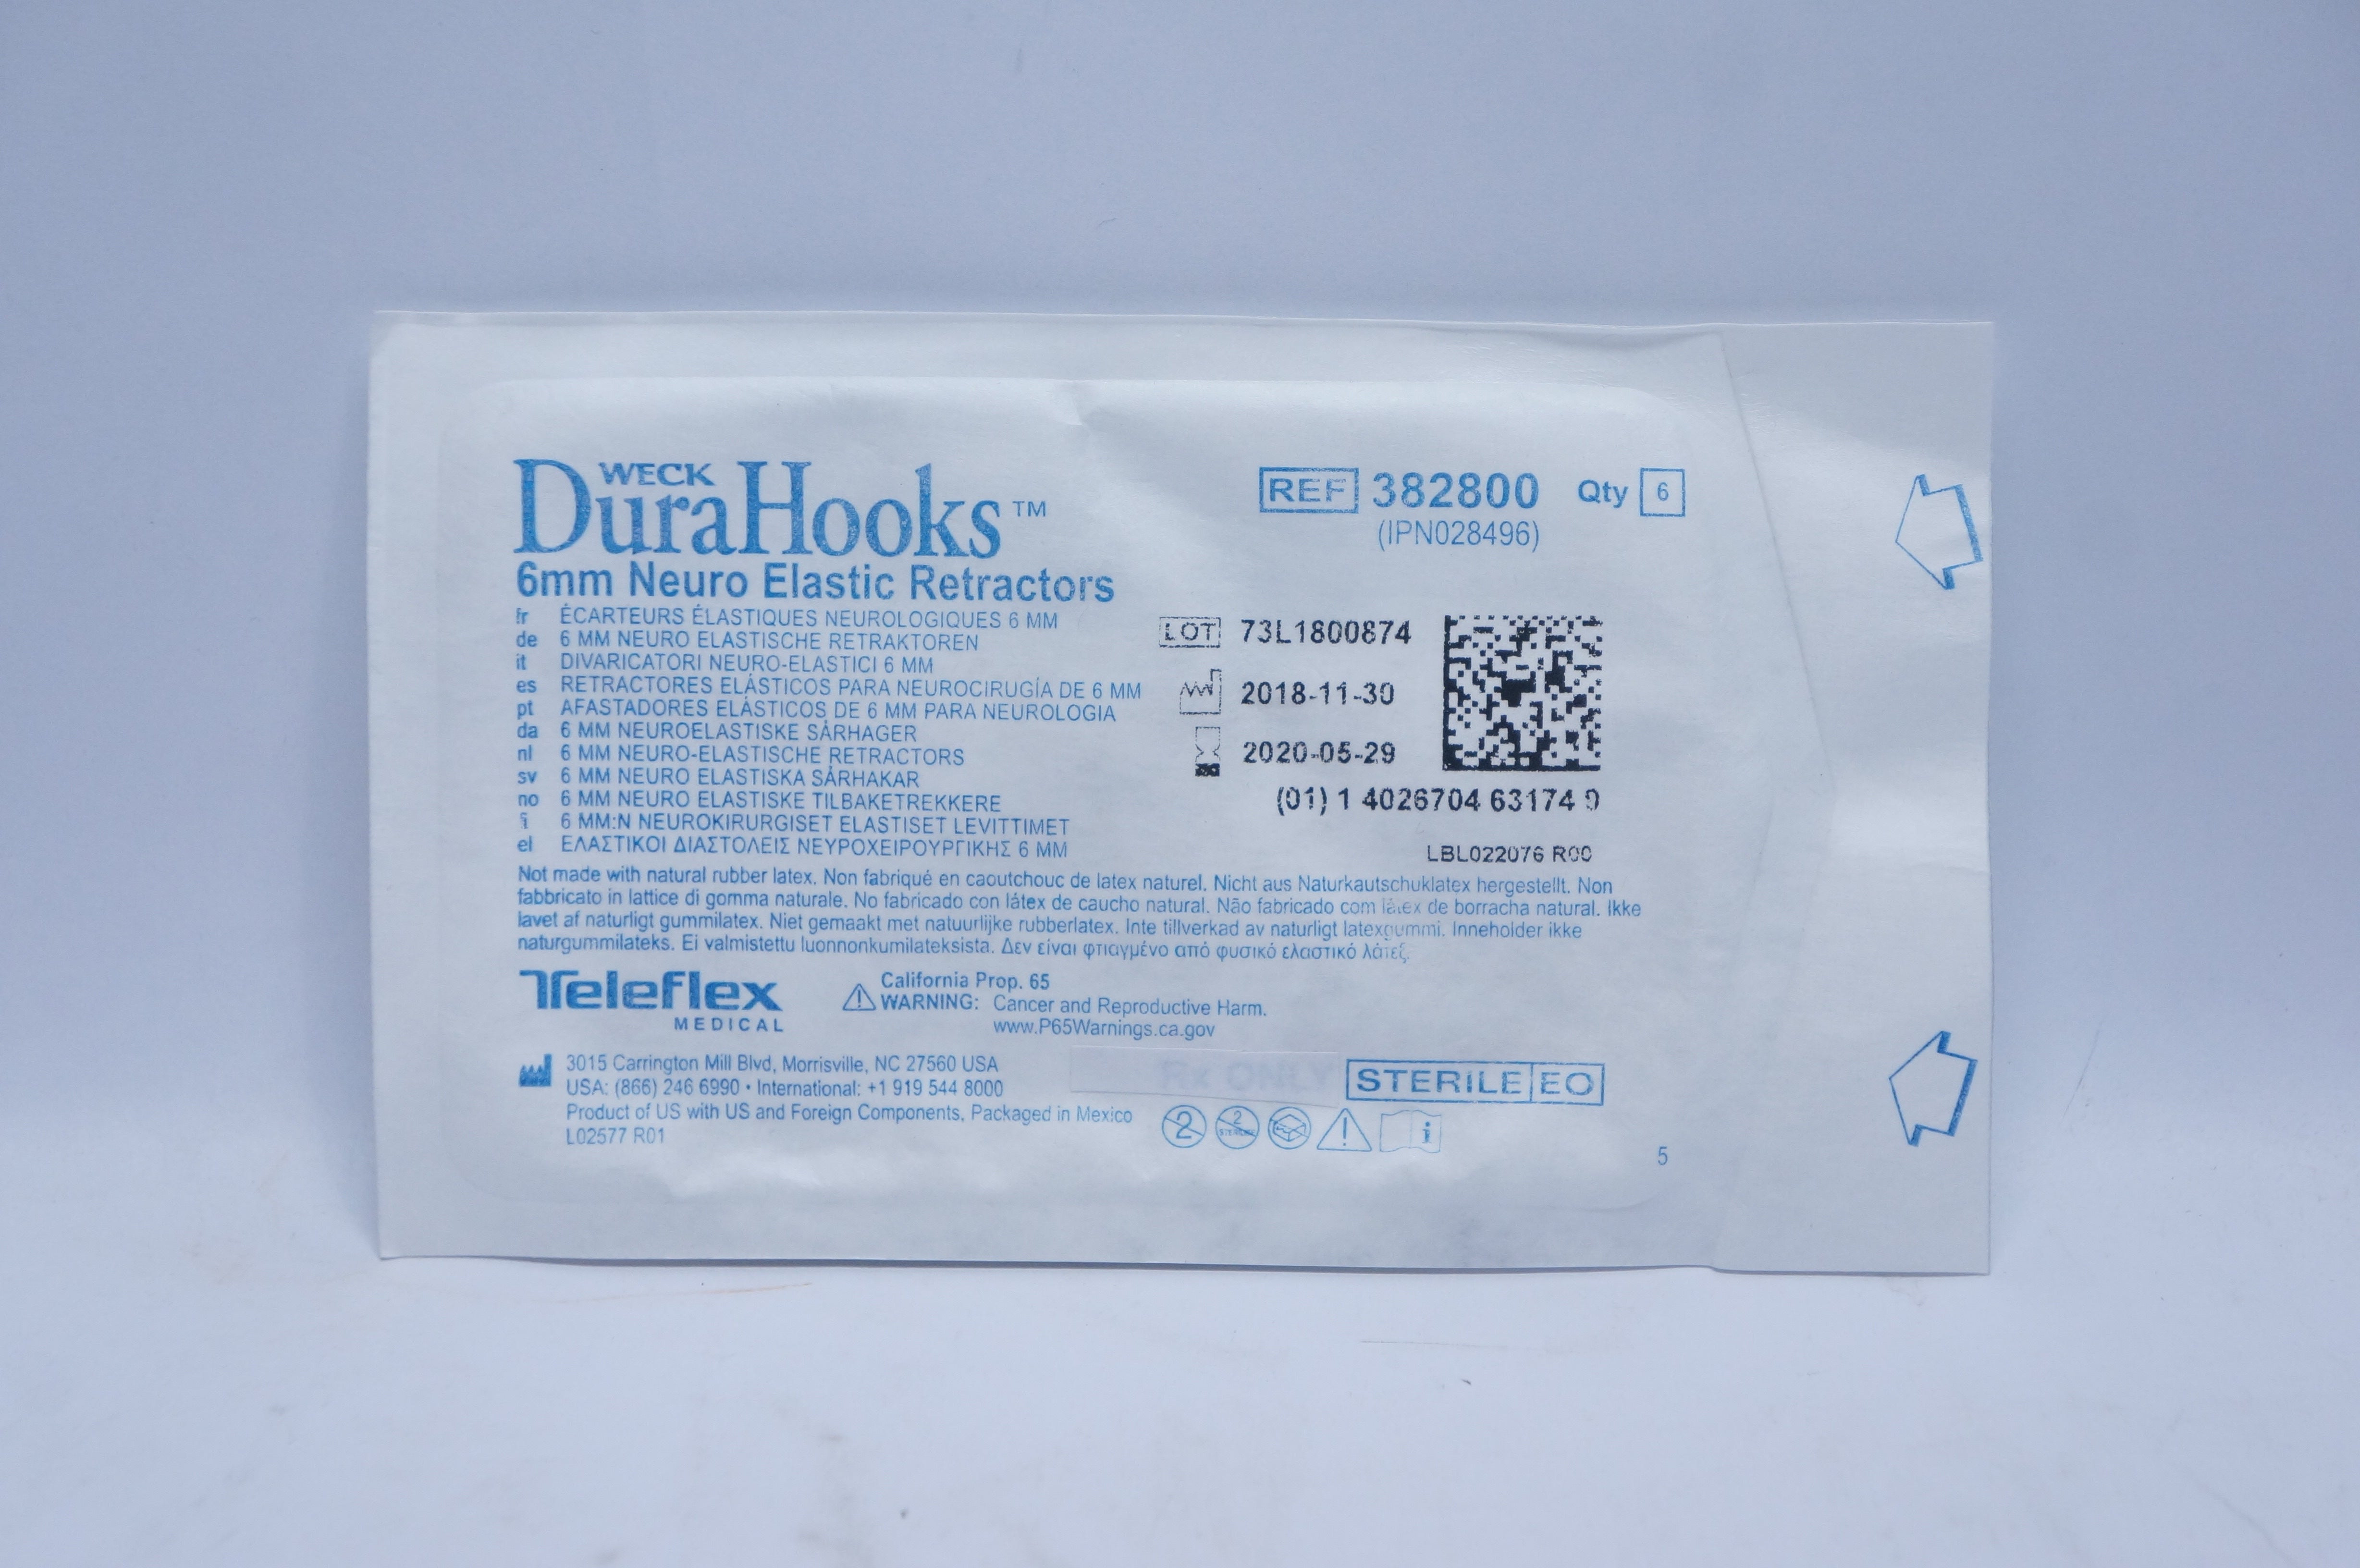 WECK
DuraHooks™
6mm Neuro Elastic Retractors
REF 382800 Qty 6
(IPN028496)
fr ÉCARTEURS ÉLASTIQUES NEUROLOGIQUES 6 MM
de 6 MM NEURO ELASTISCHE RETRAKTOREN
it DIVARICATORI NEURO-ELASTICI 6 MM
es RETRACTORES ELÁSTICOS PARA NEUROCIRUGÍA DE 6 MM
pt AFASTADORES ELÁSTICOS DE 6 MM PARA NEUROLOGIA
da 6 MM NEUROELASTISKE SÅRHAGER
nl 6 MM NEURO-ELASTISCHE RETRACTORS
sv 6 MM NEURO ELASTISKA SÅRHAKAR
no 6 MM NEURO ELASTISKE TILBAKETREKKERE
6 MM:N NEUROKIRURGISET ELASTISET LEVITTIMET
el ΕΛΑΣΤΙΚΟΙ ΔΙΑΣΤΟΛΕΙΣ ΝΕΥΡΟΧΕΙΡΟΥΡΓΙΚΗΣ 6 MM
LOT 73L1800874
2018-11-30
2020-05-29
(01) 1 4026704 63174 9
LBL022076 R00
Not made with natural rubber latex. Non fabriqué en caoutchouc de latex naturel. Nicht aus Naturkautschuklatex hergestellt. Non
fabbricato in lattice di gomma naturale. No fabricado con látex de caucho natural. Não fabricado com látex de borracha natural. Ikke
lavet af naturligt gummilatex. Niet gemaakt met natuurlijke rubberlatex. Inte tillverkad av naturligt latexgummi. Inneholder ikke
naturgummilateks. Ei valmistettu luonnonkumilateksista. Δεν είναι φτιαγμένο από φυσικό ελαστικό λάτεξ.
Teleflex
MEDICAL
California Prop. 65
WARNING: Cancer and Reproductive Harm.
www.P65Warnings.ca.gov
3015 Carrington Mill Blvd, Morrisville, NC 27560 USA
USA: (866) 246 6990 • International: +1 919 544 8000
Product of US with US and Foreign Components, Packaged in Mexico
L02577 R01
Rx ONLY
STERILE EO
2
2
i
5